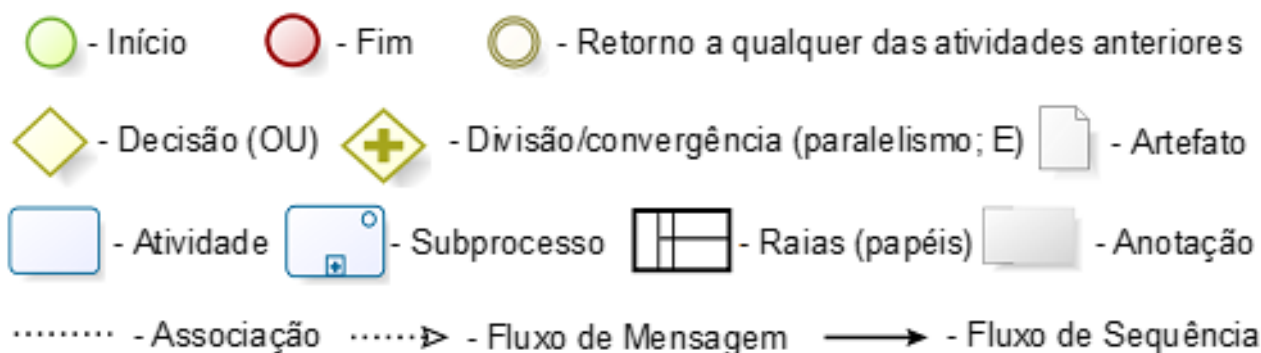 - Início - Fim - Retorno a qualquer das atividades anteriores
- Decisão (OU) - Divisão/convergência (paralelismo; E) - Artefato
- Atividade - Subprocesso - Raias (papéis) - Anotação
- Associação - Fluxo de Mensagem - Fluxo de Sequência